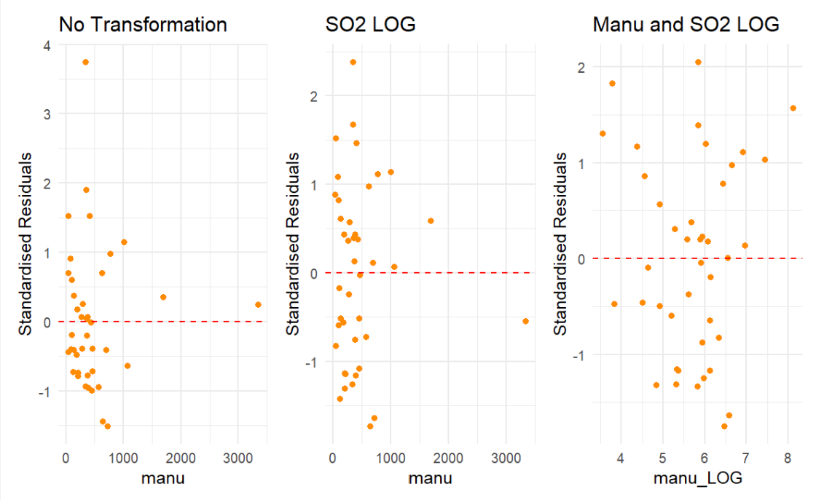 No Transformation
4
3
2
1
0
-1
Standardised Residuals
0 1000 2000 3000
manu
SO2 LOG
2
1
0
-1
Standardised Residuals
0 1000 2000 3000
manu
Manu and SO2 LOG
2
1
0
-1
Standardised Residuals
4 5 6 7 8
manu_LOG